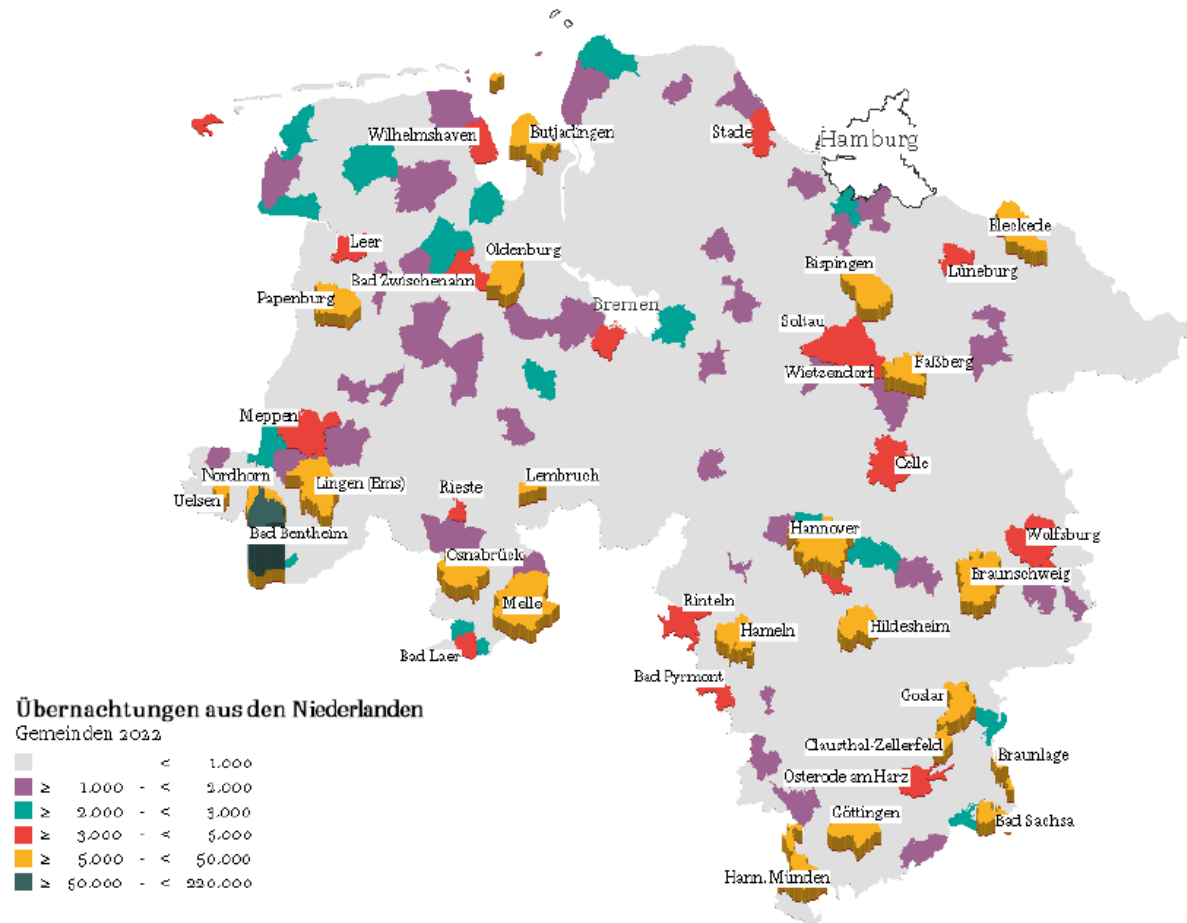 Wilhelmshaven
Butjadingen
Stade
Hamburg
Leer
Oldenburg
Bleckede
Bad Zwischenahn
Bispingen
Lüneburg
Papenburg
Bremen
Soltau
Wietzendorf
Faßberg
Meppen
Celle
Nordhorn
Uelsen
Lingen (Ems)
Rieste
Lembruch
Bad Bentheim
Hannover
Wolfsburg
Osnabrück
Braunschweig
Melle
Rinteln
Hameln
Hildesheim
Bad Laer
Bad Pyrmont
Goslar
Clausthal-Zellerfeld
Braunlage
Osterode am Harz
Göttingen
Bad Sachsa
Hann. Münden
Übernachtungen aus den Niederlanden
Gemeinden 2022
< 1.000
≥ 1.000 - < 2.000
≥ 2.000 - < 3.000
≥ 3.000 - < 5.000
≥ 5.000 - < 50.000
≥ 50.000 - < 220.000